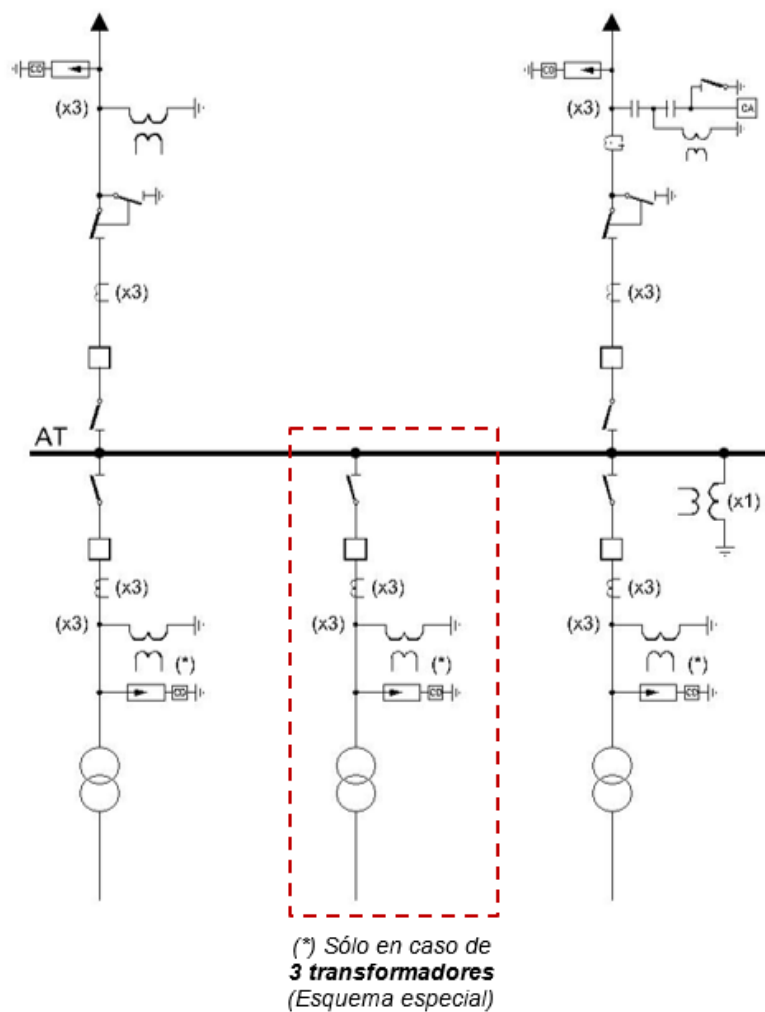 CD
CD
(x3)
(x3)
CA
(x3)
(x3)
AT
(x1)
(x3)
(x3)
(x3)
(x3)
(x3)
(x3)
(*)
(*)
(*)
CD
CD
CD
(*) Sólo en caso de
3 transformadores
(Esquema especial)